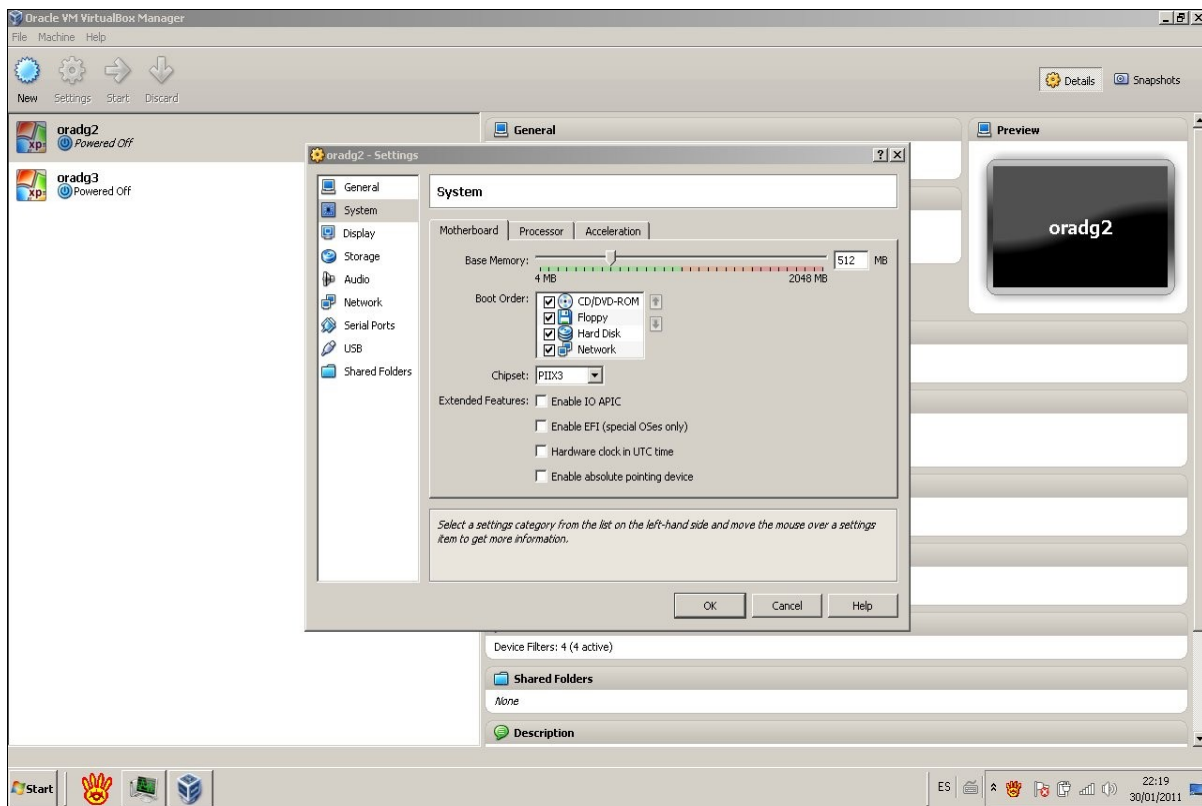 Oracle VM VirtualBox Manager
File Machine Help
New Settings Start Discard
Details Snapshots
oradg2
Powered Off
oradg3
Powered Off
General
Preview
oradg2
oradg2 - Settings
General
System
Display
Storage
Audio
Network
Serial Ports
USB
Shared Folders
System
Motherboard Processor Acceleration
Base Memory: 512 MB
4 MB 2048 MB
Boot Order: CD/DVD-ROM
Floppy
Hard Disk
Network
Chipset: PIIX3
Extended Features: Enable IO APIC
Enable EFI (special OSes only)
Hardware clock in UTC time
Enable absolute pointing device
Select a settings category from the list on the left-hand side and move the mouse over a settings
item to get more information.
OK Cancel Help
Device Filters: 4 (4 active)
Shared Folders
None
Description
Start
ES
22:19
30/01/2011